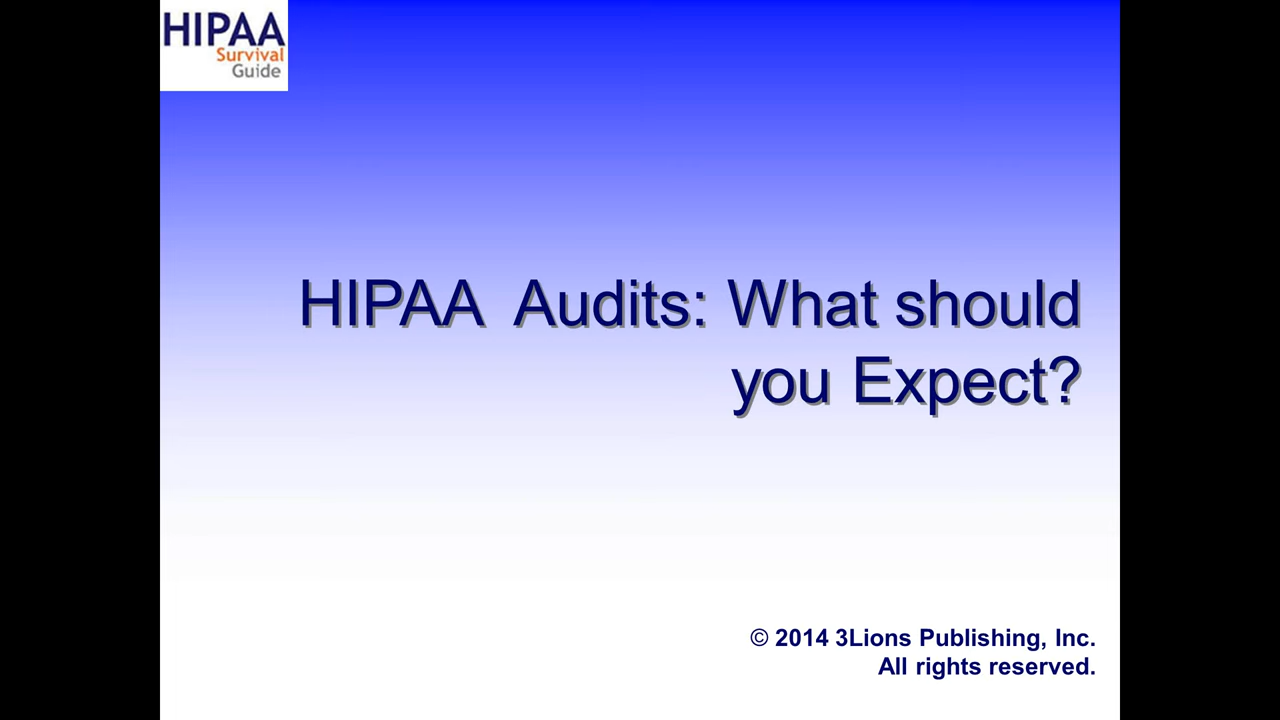 HIPAA
Survival
Guide
HIPAA Audits: What should
you Expect?
© 2014 3Lions Publishing, Inc.
All rights reserved.